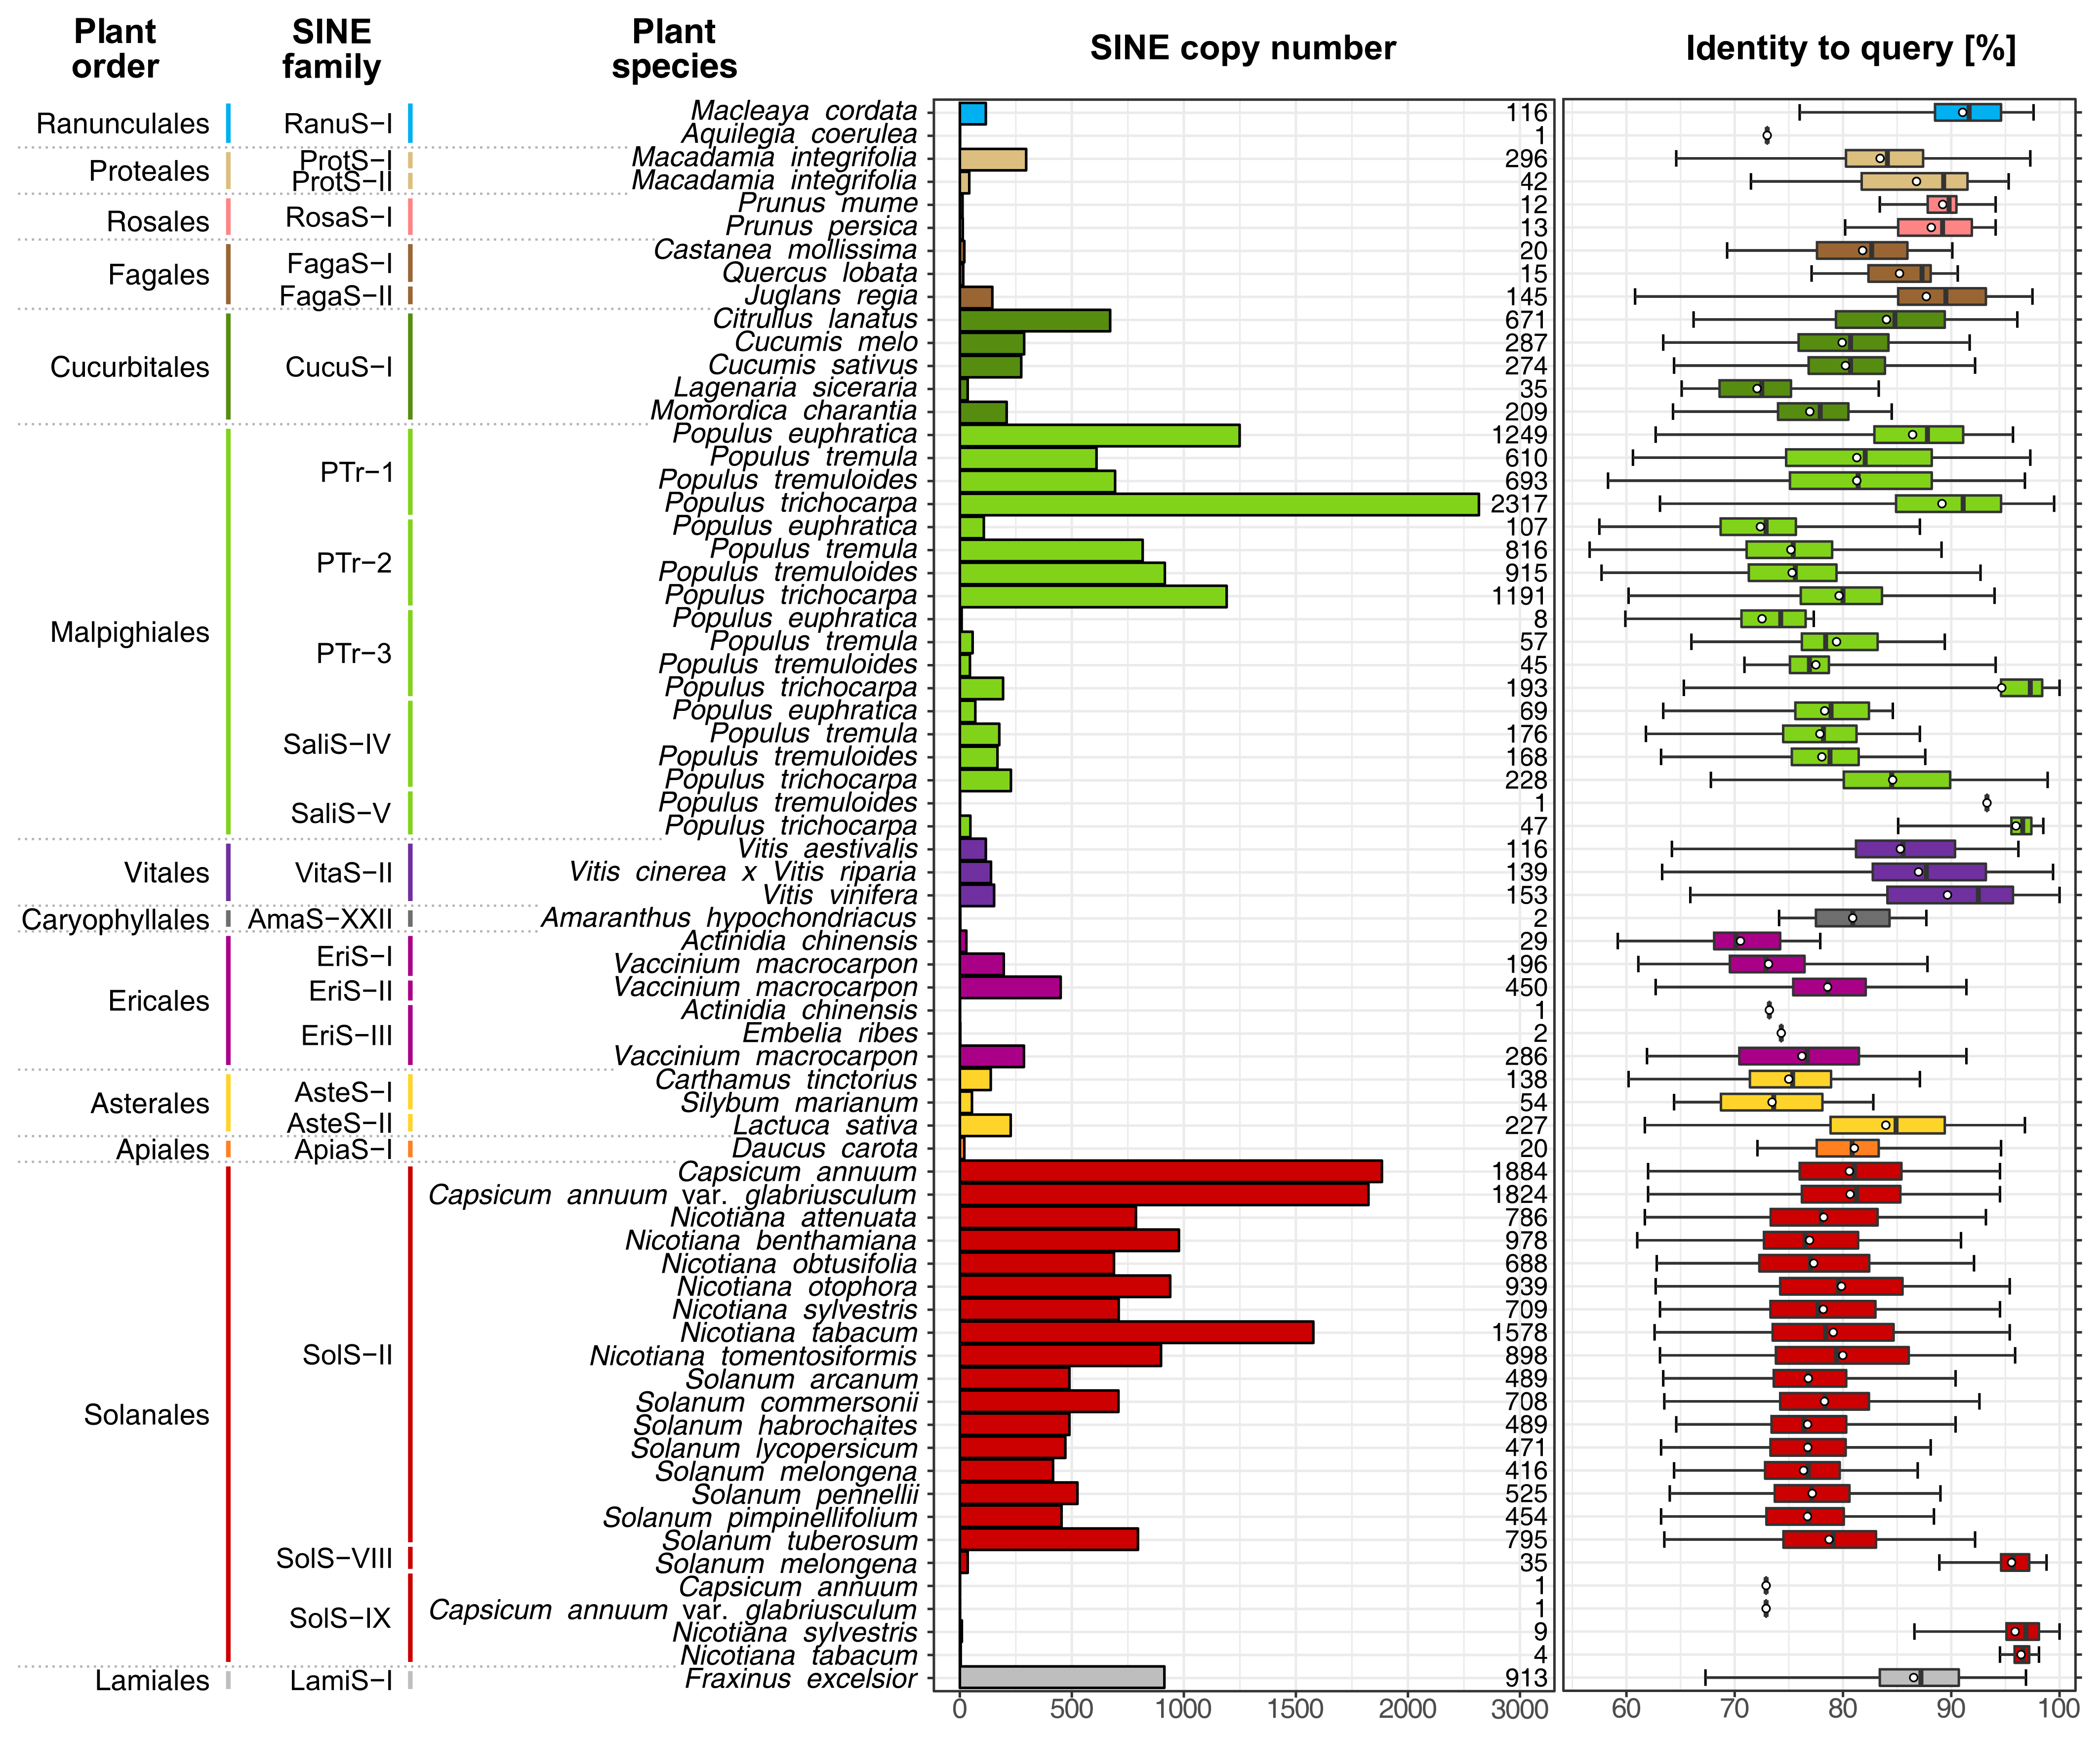 Plant order
SINE family
Plant species
SINE copy number
Identity to query [%]
Ranunculales RanuS−I Macleaya cordata 116
Aquilegia coerulea 1
Proteales ProtS−I Macadamia integrifolia 296
ProtS−II Macadamia integrifolia 42
Rosales RosaS−I Prunus mume 12
Prunus persica 13
Fagales FagaS−I Castanea mollissima 20
Quercus lobata 15
FagaS−II Juglans regia 145
Cucurbitales CucuS−I Citrullus lanatus 671
Cucumis melo 287
Cucumis sativus 274
Lagenaria siceraria 35
Momordica charantia 209
Malpighiales PTr−1 Populus euphratica 1249
Populus tremula 610
Populus tremuloides 693
Populus trichocarpa 2317
PTr−2 Populus euphratica 107
Populus tremula 816
Populus tremuloides 915
Populus trichocarpa 1191
PTr−3 Populus euphratica 8
Populus tremula 57
Populus tremuloides 45
Populus trichocarpa 193
SaliS−IV Populus euphratica 69
Populus tremula 176
Populus tremuloides 168
Populus trichocarpa 228
SaliS−V Populus tremuloides 1
Populus trichocarpa 47
Vitales VitaS−II Vitis aestivalis 116
Vitis cinerea x Vitis riparia 139
Vitis vinifera 153
Caryophyllales AmaS−XXII Amaranthus hypochondriacus 2
Ericales EriS−I Actinidia chinensis 29
Vaccinium macrocarpon 196
EriS−II Vaccinium macrocarpon 450
EriS−III Actinidia chinensis 1
Embelia ribes 2
Vaccinium macrocarpon 286
Asterales AsteS−I Carthamus tinctorius 138
Silybum marianum 54
AsteS−II Lactuca sativa 227
Apiales ApiaS−I Daucus carota 20
Solanales SolS−II Capsicum annuum 1884
Capsicum annuum var. glabriusculum 1824
Nicotiana attenuata 786
Nicotiana benthamiana 978
Nicotiana obtusifolia 688
Nicotiana otophora 939
Nicotiana sylvestris 709
Nicotiana tabacum 1578
Nicotiana tomentosiformis 898
Solanum arcanum 489
Solanum commersonii 708
Solanum habrochaites 489
Solanum lycopersicum 471
Solanum melongena 416
Solanum pennellii 525
Solanum pimpinellifolium 454
Solanum tuberosum 795
SolS−VIII Solanum melongena 35
SolS−IX Capsicum annuum 1
Capsicum annuum var. glabriusculum 1
Nicotiana sylvestris 9
Nicotiana tabacum 4
Lamiales LamiS−I Fraxinus excelsior 913
0 500 1000 1500 2000 3000
60 70 80 90 100